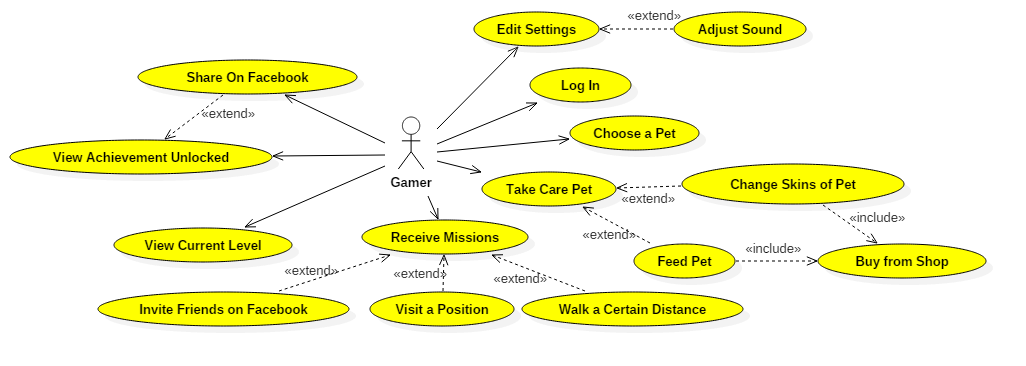 «extend»
Edit Settings
Adjust Sound
Share On Facebook
Log In
«extend»
Choose a Pet
View Achievement Unlocked
Gamer
Take Care Pet
Change Skins of Pet
«extend»
«include»
Receive Missions
«extend»
View Current Level
«include»
Feed Pet
Buy from Shop
«extend»
«extend»
«extend»
Invite Friends on Facebook
Visit a Position
Walk a Certain Distance